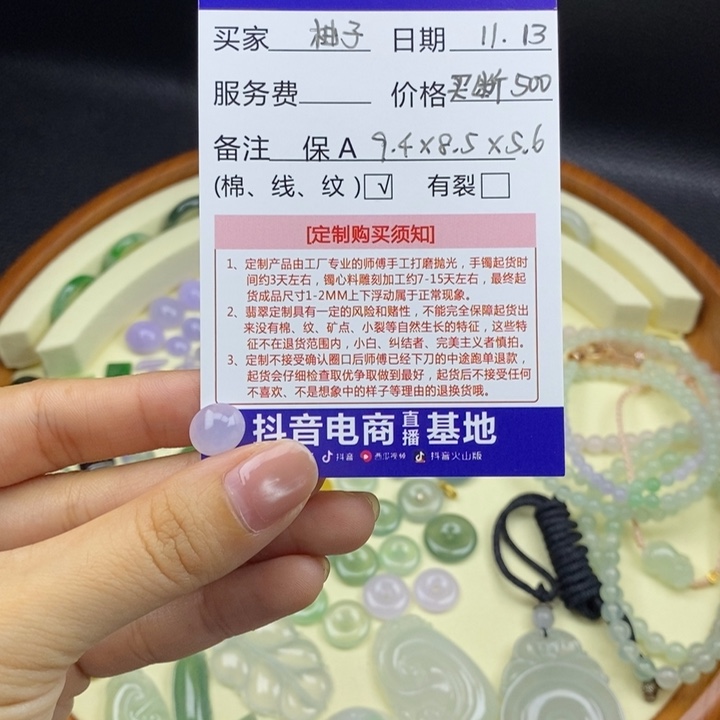 买家 柚子 日期 11.13
服务费 价格 买断500
备注 保A 9.4×8.5×5.6
(棉、线、纹)√ 有裂
[定制购买须知]
1、定制产品由工厂专业的师傅手工打磨抛光，手镯起货时
间约3天左右，镯心料雕刻加工约7-15天左右，最终起
货成品尺寸1-2MM上下浮动属于正常现象。
2、翡翠定制具有一定的风险和赌性，不能完全保障起货出
来没有棉、纹、矿点、小裂等自然生长的特征，这些特
征不在退货范围内，小白、纠结者、完美主义者慎拍。
3、定制不接受确认圈口后师傅已经下刀的中途跑单退款，
起货会仔细检查取优争取做到最好，起货后不接受任何
不喜欢、不是想象中的样子等理由的退换货哦。
抖音电商直播基地
抖音 西瓜视频 抖音火山版